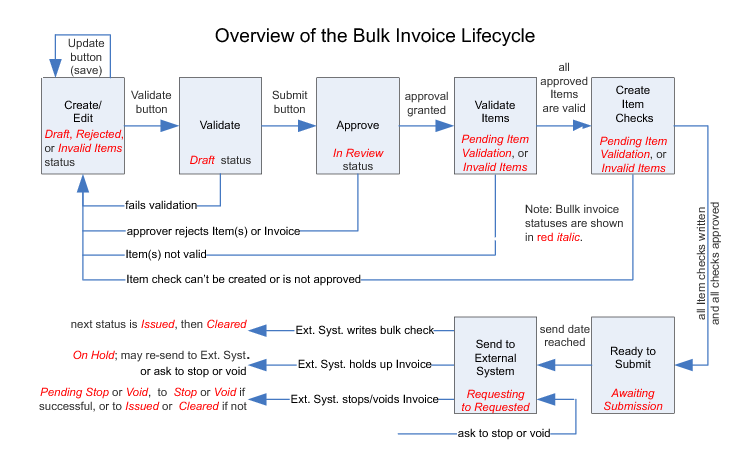 Overview of the Bulk Invoice Lifecycle
Update
button
(save)
Create/
Edit
Draft, Rejected,
or Invalid Items
status
Validate
button
Validate
Draft status
Submit
button
Approve
In Review
status
approval
granted
Validate
Items
Pending Item
Validation, or
Invalid Items
all
approved
Items
are valid
Create
Item
Checks
Pending Item
Validation, or
Invalid Items
fails validation
approver rejects Item(s) or Invoice
Item(s) not valid
Item check can't be created or is not approved
Note: Bullk invoice
statuses are shown
in red italic.
all Item checks written
and all checks approved
Ready to
Submit
Awaiting
Submission
send date
reached
Send to
External
System
Requesting
to Requested
Ext. Syst. writes bulk check
next status is Issued, then Cleared
Ext. Syst. holds up Invoice
On Hold; may re-send to Ext. Syst.
or ask to stop or void
Ext. Syst. stops/voids Invoice
Pending Stop or Void, to Stop or Void if
successful, or to Issued or Cleared if not
ask to stop or void